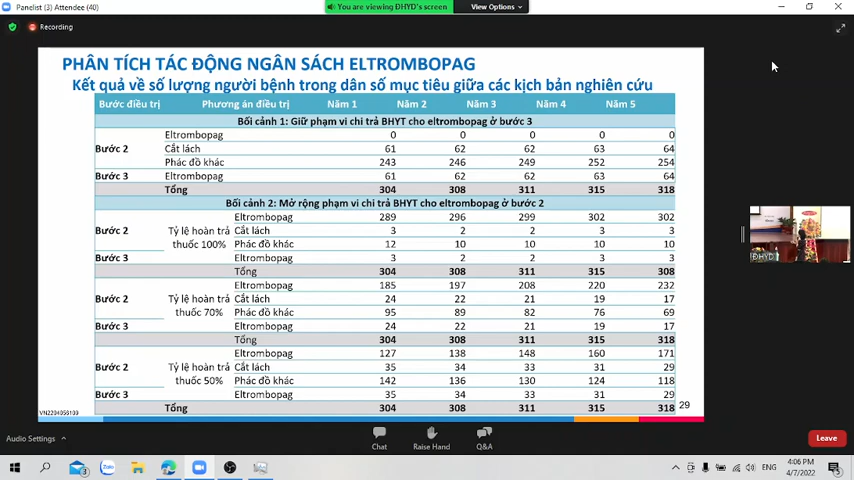 Panelist (3) Attendee (40)
You are viewing ĐHYD's screen
View Options
Recording
PHÂN TÍCH TÁC ĐỘNG NGÂN SÁCH ELTROMBOPAG
Kết quả về số lượng người bệnh trong dân số mục tiêu giữa các kịch bản nghiên cứu
Bước điều trị Phương án điều trị Năm 1 Năm 2 Năm 3 Năm 4 Năm 5
Bối cảnh 1: Giữ phạm vi chi trả BHYT cho eltrombopag ở bước 3
Eltrombopag 0 0 0 0 0
Bước 2 Cắt lách 61 62 62 63 64
Phác đồ khác 243 246 249 252 254
Bước 3 Eltrombopag 61 62 62 63 64
Tổng 304 308 311 315 318
Bối cảnh 2: Mở rộng phạm vi chi trả BHYT cho eltrombopag ở bước 2
Eltrombopag 289 296 299 302 302
Bước 2 Tỷ lệ hoàn trả thuốc 100% Cắt lách 3 2 2 3 3
Phác đồ khác 12 10 10 10 10
Bước 3 Eltrombopag 3 2 2 3 3
Tổng 304 308 311 315 308
Eltrombopag 185 197 208 220 232
Bước 2 Tỷ lệ hoàn trả thuốc 70% Cắt lách 24 22 21 19 17
Phác đồ khác 95 89 82 76 69
Bước 3 Eltrombopag 24 22 21 19 17
Tổng 304 308 311 315 318
Eltrombopag 127 138 148 160 171
Bước 2 Tỷ lệ hoàn trả thuốc 50% Cắt lách 35 34 33 31 29
Phác đồ khác 142 136 130 124 118
Bước 3 Eltrombopag 35 34 33 31 29
Tổng 304 308 311 315 318
29
VN2204056199
ĐHYD
Audio Settings
Chat
Raise Hand
Q&A
Leave
Zalo
ENG
4:06 PM
4/7/2022